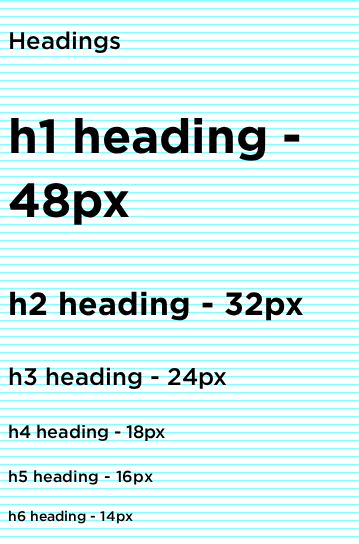 Headings
h1 heading -
48px
h2 heading - 32px
h3 heading - 24px
h4 heading - 18px
h5 heading - 16px
h6 heading - 14px